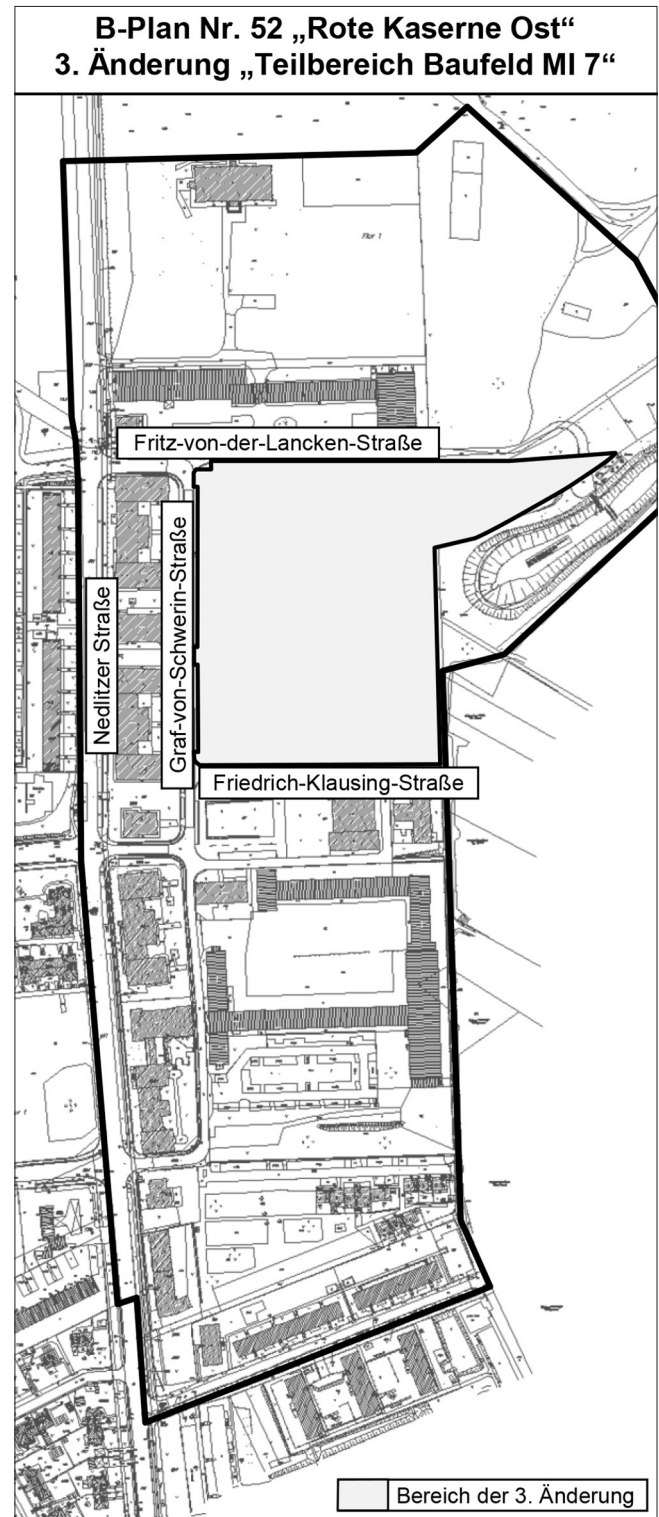 B-Plan Nr. 52 „Rote Kaserne Ost“
3. Änderung „Teilbereich Baufeld MI 7“
Flur 1
Fritz-von-der-Lancken-Straße
Graf-von-Schwerin-Straße
Nedlitzer Straße
Friedrich-Klausing-Straße
Bereich der 3. Änderung